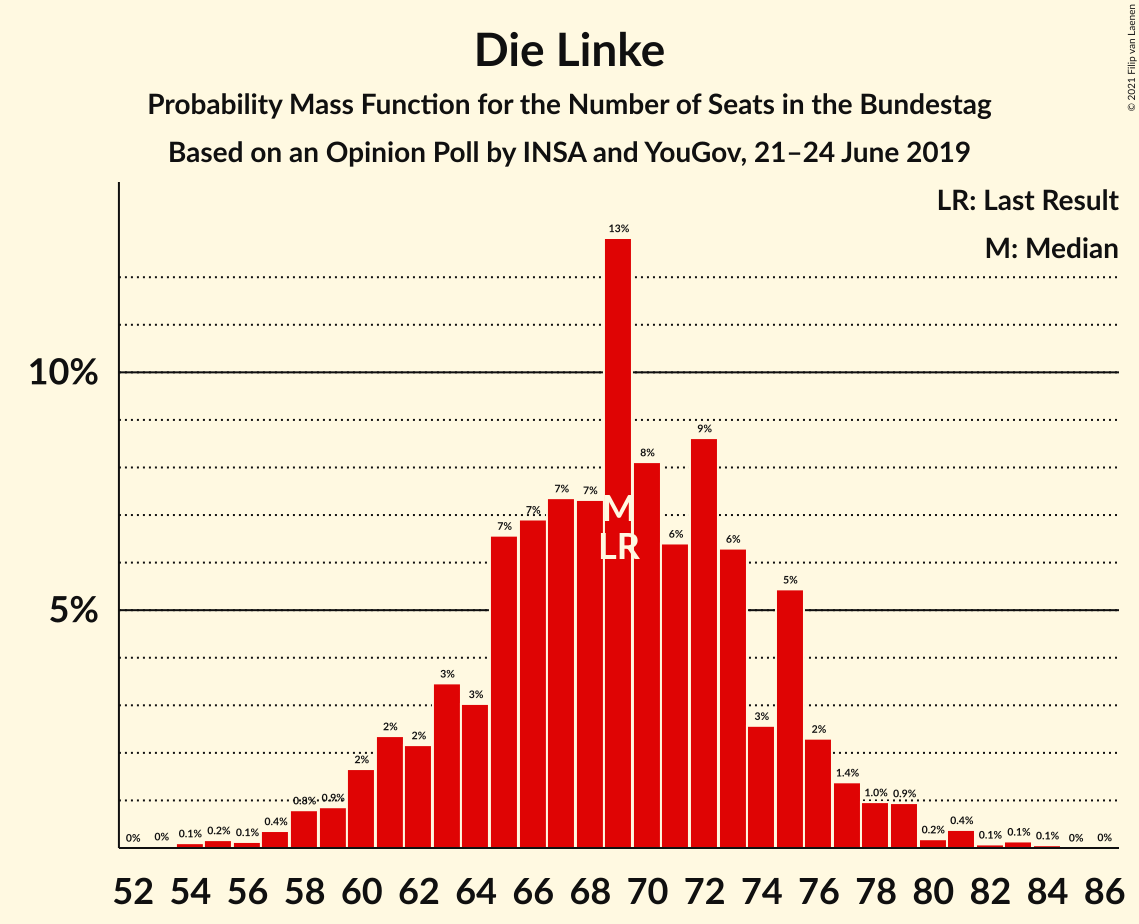 Die Linke
Probability Mass Function for the Number of Seats in the Bundestag
Based on an Opinion Poll by INSA and YouGov, 21–24 June 2019
© 2021 Filip van Laenen
LR: Last Result
M: Median
10%
5%
0% 0% 0.1% 0.2% 0.1% 0.4% 0.8% 0.9% 2% 2% 2% 3% 3% 7% 7% 7% 7% 13% 8% 6% 9% 6% 3% 5% 2% 1.4% 1.0% 0.9% 0.2% 0.4% 0.1% 0.1% 0.1% 0% 0%
M
LR
52 54 56 58 60 62 64 66 68 70 72 74 76 78 80 82 84 86